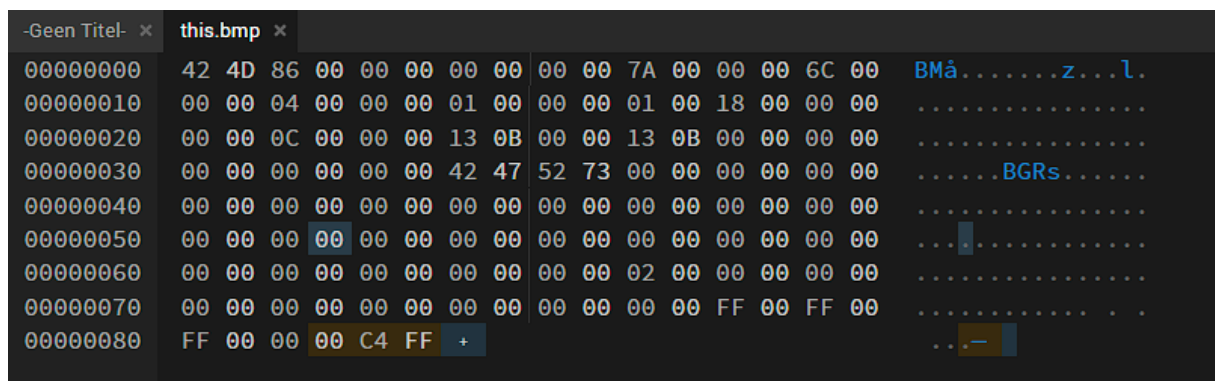 -Geen Titel- × this.bmp ×
00000000 42 4D 86 00 00 00 00 00 00 00 7A 00 00 00 6C 00 BMå.......z...l.
00000010 00 00 04 00 00 00 01 00 00 00 01 00 18 00 00 00 ................
00000020 00 00 0C 00 00 00 13 0B 00 00 13 0B 00 00 00 00 ................
00000030 00 00 00 00 00 00 42 47 52 73 00 00 00 00 00 00 ......BGRs......
00000040 00 00 00 00 00 00 00 00 00 00 00 00 00 00 00 00 ................
00000050 00 00 00 00 00 00 00 00 00 00 00 00 00 00 00 00 ................
00000060 00 00 00 00 00 00 00 00 00 00 02 00 00 00 00 00 ................
00000070 00 00 00 00 00 00 00 00 00 00 00 00 FF 00 FF 00 ............ . .
00000080 FF 00 00 00 C4 FF + ...─